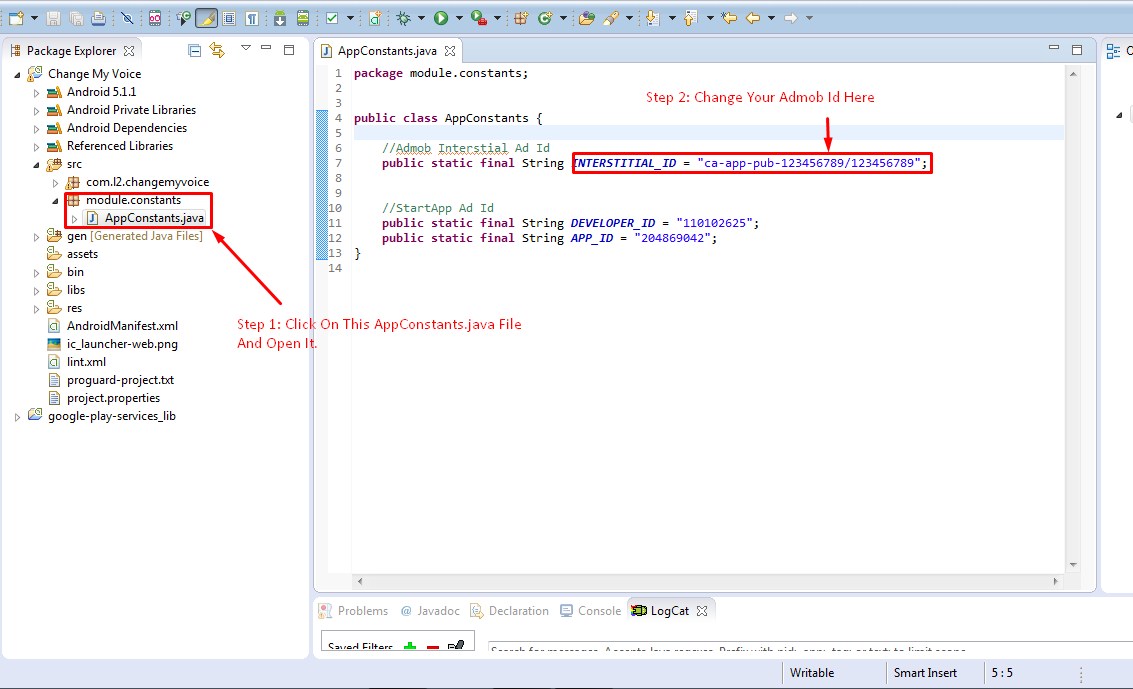 Package Explorer
Change My Voice
Android 5.1.1
Android Private Libraries
Android Dependencies
Referenced Libraries
src
com.l2.changemyvoice
module.constants
AppConstants.java
gen [Generated Java Files]
assets
bin
libs
res
AndroidManifest.xml
ic_launcher-web.png
lint.xml
proguard-project.txt
project.properties
google-play-services_lib
Step 1: Click On This AppConstants.java File
And Open It.
AppConstants.java
1 package module.constants;
2
3
4 public class AppConstants {
5
6 //Admob Interstial Ad Id
7 public static final String INTERSTITIAL_ID = "ca-app-pub-123456789/123456789";
8
9
10 //StartApp Ad Id
11 public static final String DEVELOPER_ID = "110102625";
12 public static final String APP_ID = "204869042";
13 }
14
Step 2: Change Your Admob Id Here
Problems @ Javadoc Declaration Console LogCat
Saved Filters
Search for messages. Accepts Java regexes. Prefix with pid:, app:, tag: or text: to limit scope.
Writable Smart Insert 5 : 5